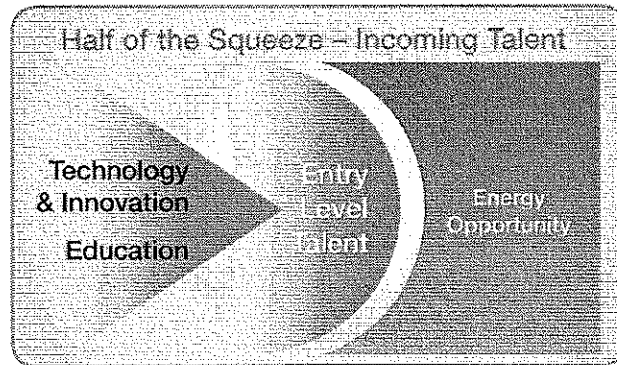 Half of the Squeeze – Incoming Talent
Technology
& Innovation
Education
Entry
Level
Talent
Energy
Opportunity